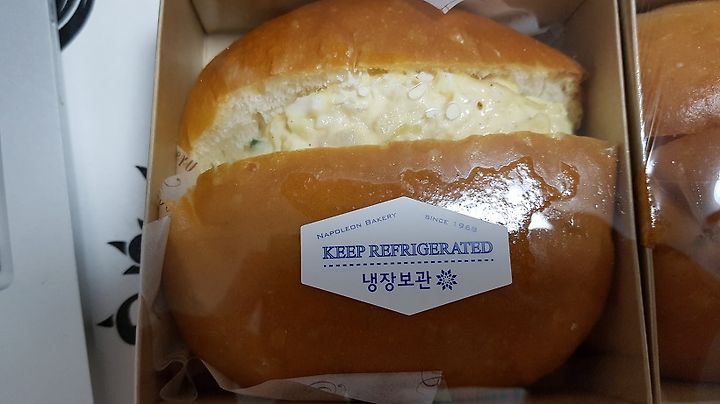 NAPOLEON BAKERY SINCE 1968
KEEP REFRIGERATED
냉장보관